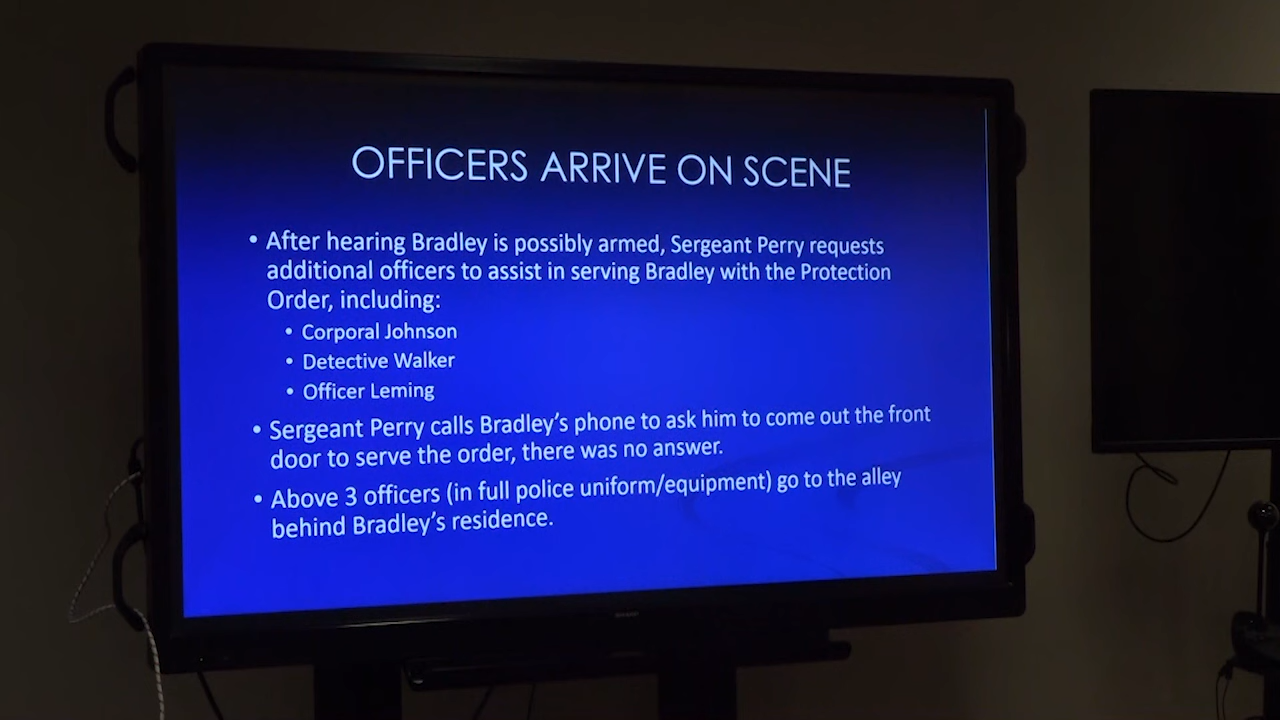 OFFICERS ARRIVE ON SCENE
• After hearing Bradley is possibly armed, Sergeant Perry requests
additional officers to assist in serving Bradley with the Protection
Order, including:
• Corporal Johnson
• Detective Walker
• Officer Leming
• Sergeant Perry calls Bradley's phone to ask him to come out the front
door to serve the order, there was no answer.
• Above 3 officers (in full police uniform/equipment) go to the alley
behind Bradley's residence.